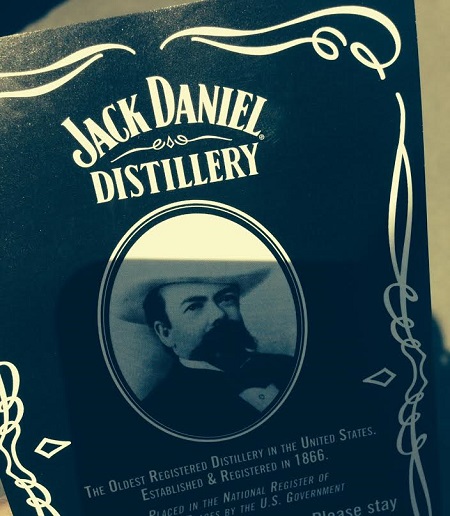 JACK DANIEL®
DISTILLERY
THE OLDEST REGISTERED DISTILLERY IN THE UNITED STATES.
ESTABLISHED & REGISTERED IN 1866.
PLACED IN THE NATIONAL REGISTER OF
BY THE U.S. GOVERNMENT
Please stay